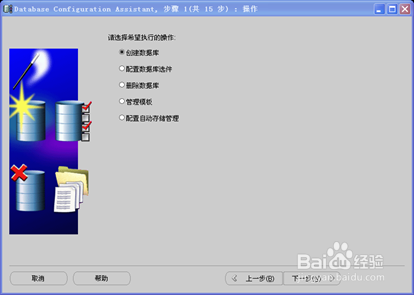 Database Configuration Assistant, 步骤 1(共 15 步) : 操作
请选择希望执行的操作:
创建数据库
配置数据库选件
删除数据库
管理模板
配置自动存储管理
取消
帮助
上一步(B)
下一步(N)
Baidu 经验
jingyan.baidu.com